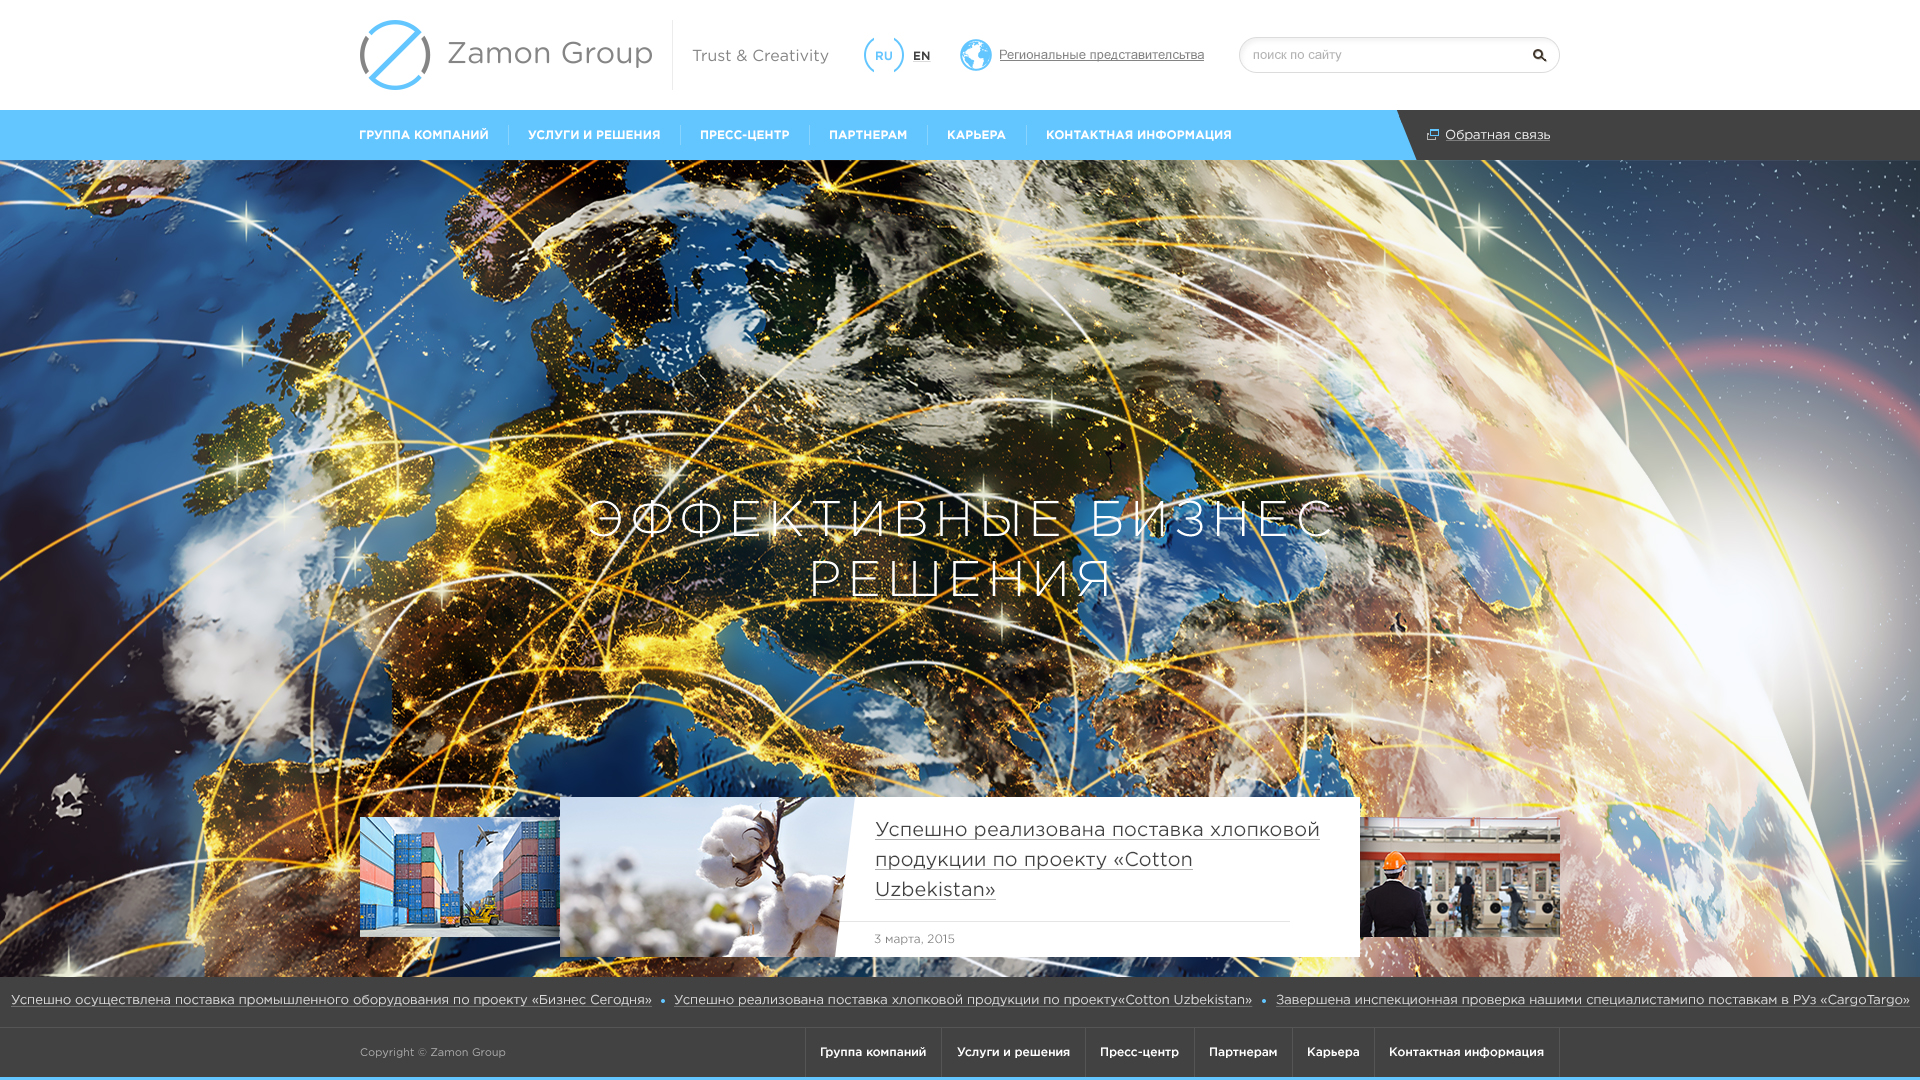 Zamon Group
Trust & Creativity
RU EN
Региональные представительства
поиск по сайту
ГРУППА КОМПАНИЙ
УСЛУГИ И РЕШЕНИЯ
ПРЕСС-ЦЕНТР
ПАРТНЕРАМ
КАРЬЕРА
КОНТАКТНАЯ ИНФОРМАЦИЯ
Обратная связь
ЭФФЕКТИВНЫЕ БИЗНЕС
РЕШЕНИЯ
Успешно реализована поставка хлопковой
продукции по проекту «Cotton
Uzbekistan»
3 марта, 2015
Успешно осуществлена поставка промышленного оборудования по проекту «Бизнес Сегодня» • Успешно реализована поставка хлопковой продукции по проекту«Cotton Uzbekistan» • Завершена инспекционная проверка нашими специалистамипо поставкам в РУз «CargoTargo»
Copyright © Zamon Group
Группа компаний
Услуги и решения
Пресс-центр
Партнерам
Карьера
Контактная информация